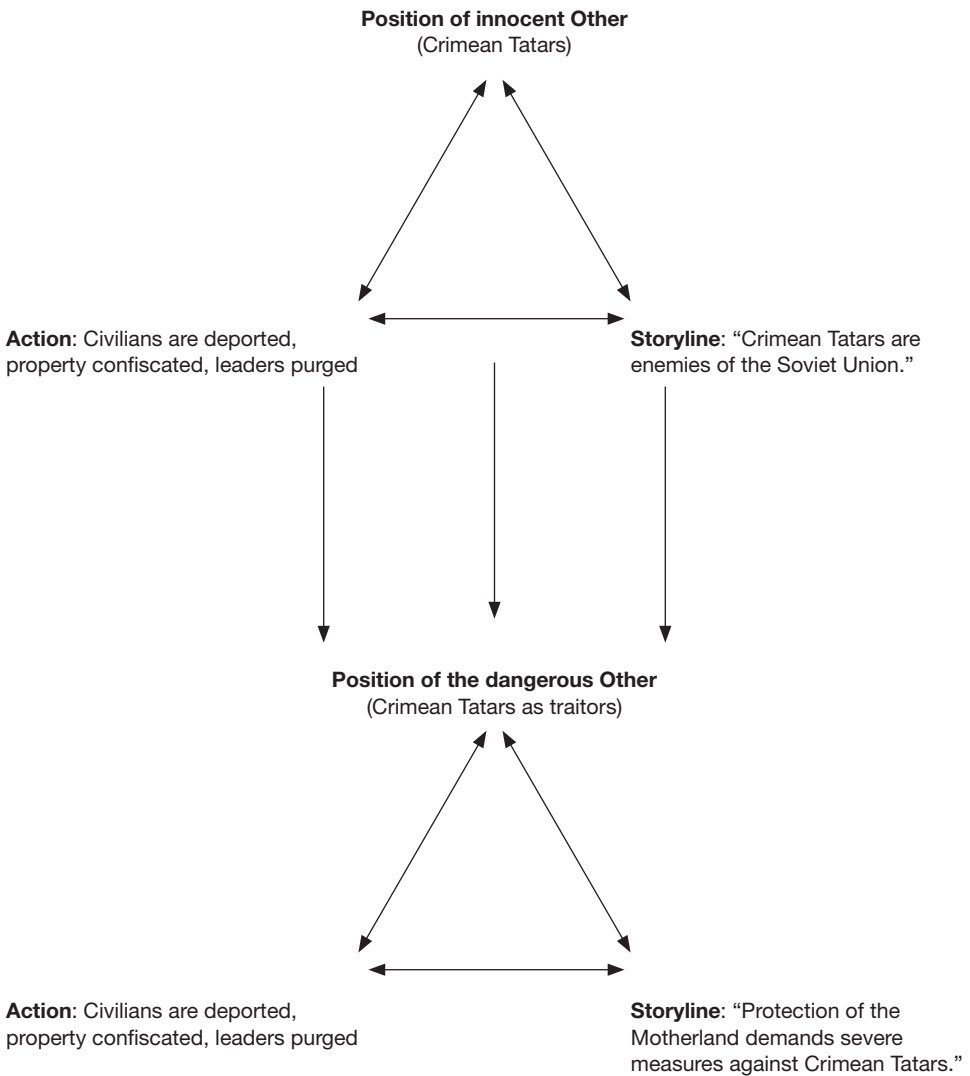 Position of innocent Other
(Crimean Tatars)
Action: Civilians are deported,
property confiscated, leaders purged
Storyline: “Crimean Tatars are
enemies of the Soviet Union.”
Position of the dangerous Other
(Crimean Tatars as traitors)
Action: Civilians are deported,
property confiscated, leaders purged
Storyline: “Protection of the
Motherland demands severe
measures against Crimean Tatars.”